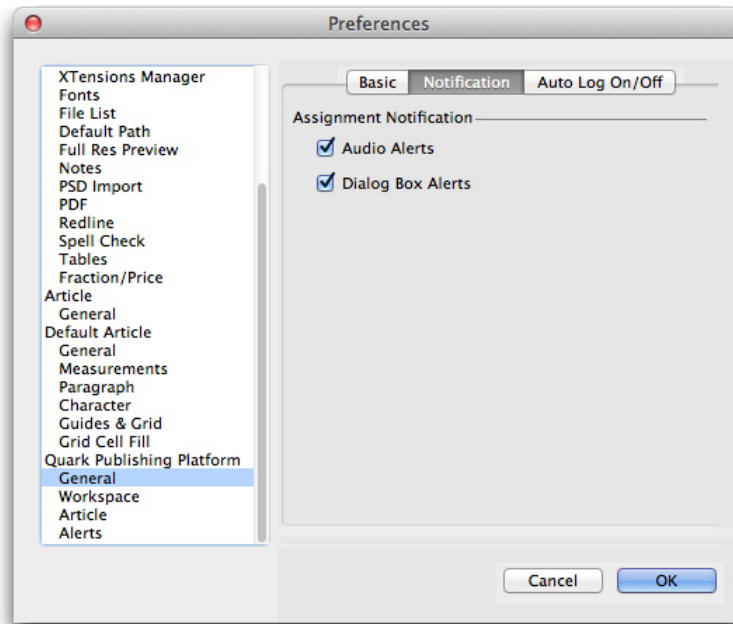 Preferences
XTensions Manager
Fonts
File List
Default Path
Full Res Preview
Notes
PSD Import
PDF
Redline
Spell Check
Tables
Fraction/Price
Article
General
Default Article
General
Measurements
Paragraph
Character
Guides & Grid
Grid Cell Fill
Quark Publishing Platform
General
Workspace
Article
Alerts
Basic Notification Auto Log On/Off
Assignment Notification
Audio Alerts
Dialog Box Alerts
Cancel OK